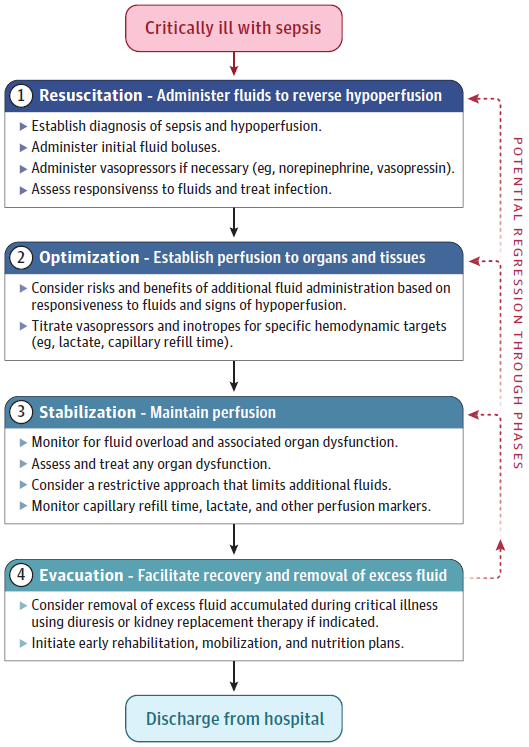 Critically ill with sepsis
1 Resuscitation - Administer fluids to reverse hypoperfusion
▶ Establish diagnosis of sepsis and hypoperfusion.
▶ Administer initial fluid boluses.
▶ Administer vasopressors if necessary (eg, norepinephrine, vasopressin).
▶ Assess responsivenss to fluids and treat infection.
2 Optimization - Establish perfusion to organs and tissues
▶ Consider risks and benefits of additional fluid administration based on
responsiveness to fluids and signs of hypoperfusion.
▶ Titrate vasopressors and inotropes for specific hemodynamic targets
(eg, lactate, capillary refill time).
3 Stabilization - Maintain perfusion
▶ Monitor for fluid overload and associated organ dysfunction.
▶ Assess and treat any organ dysfunction.
▶ Consider a restrictive approach that limits additional fluids.
▶ Monitor capillary refill time, lactate, and other perfusion markers.
4 Evacuation - Facilitate recovery and removal of excess fluid
▶ Consider removal of excess fluid accumulated during critical illness
using diuresis or kidney replacement therapy if indicated.
▶ Initiate early rehabilitation, mobilization, and nutrition plans.
Discharge from hospital
POTENTIAL REGRESSION THROUGH PHASES